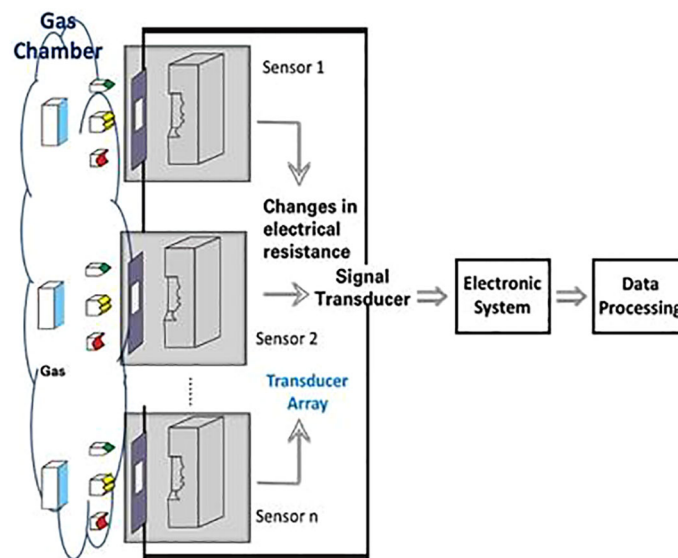 Gas
Chamber
Sensor 1
Changes in
electrical
resistance
Signal
Transducer
Electronic
System
Data
Processing
Sensor 2
Gas
Transducer
Array
Sensor n